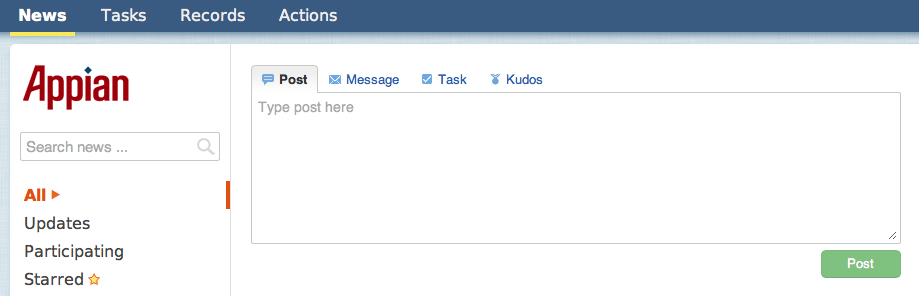 News Tasks Records Actions
Appian
Search news ...
All
Updates
Participating
Starred
Post Message Task Kudos
Type post here
Post